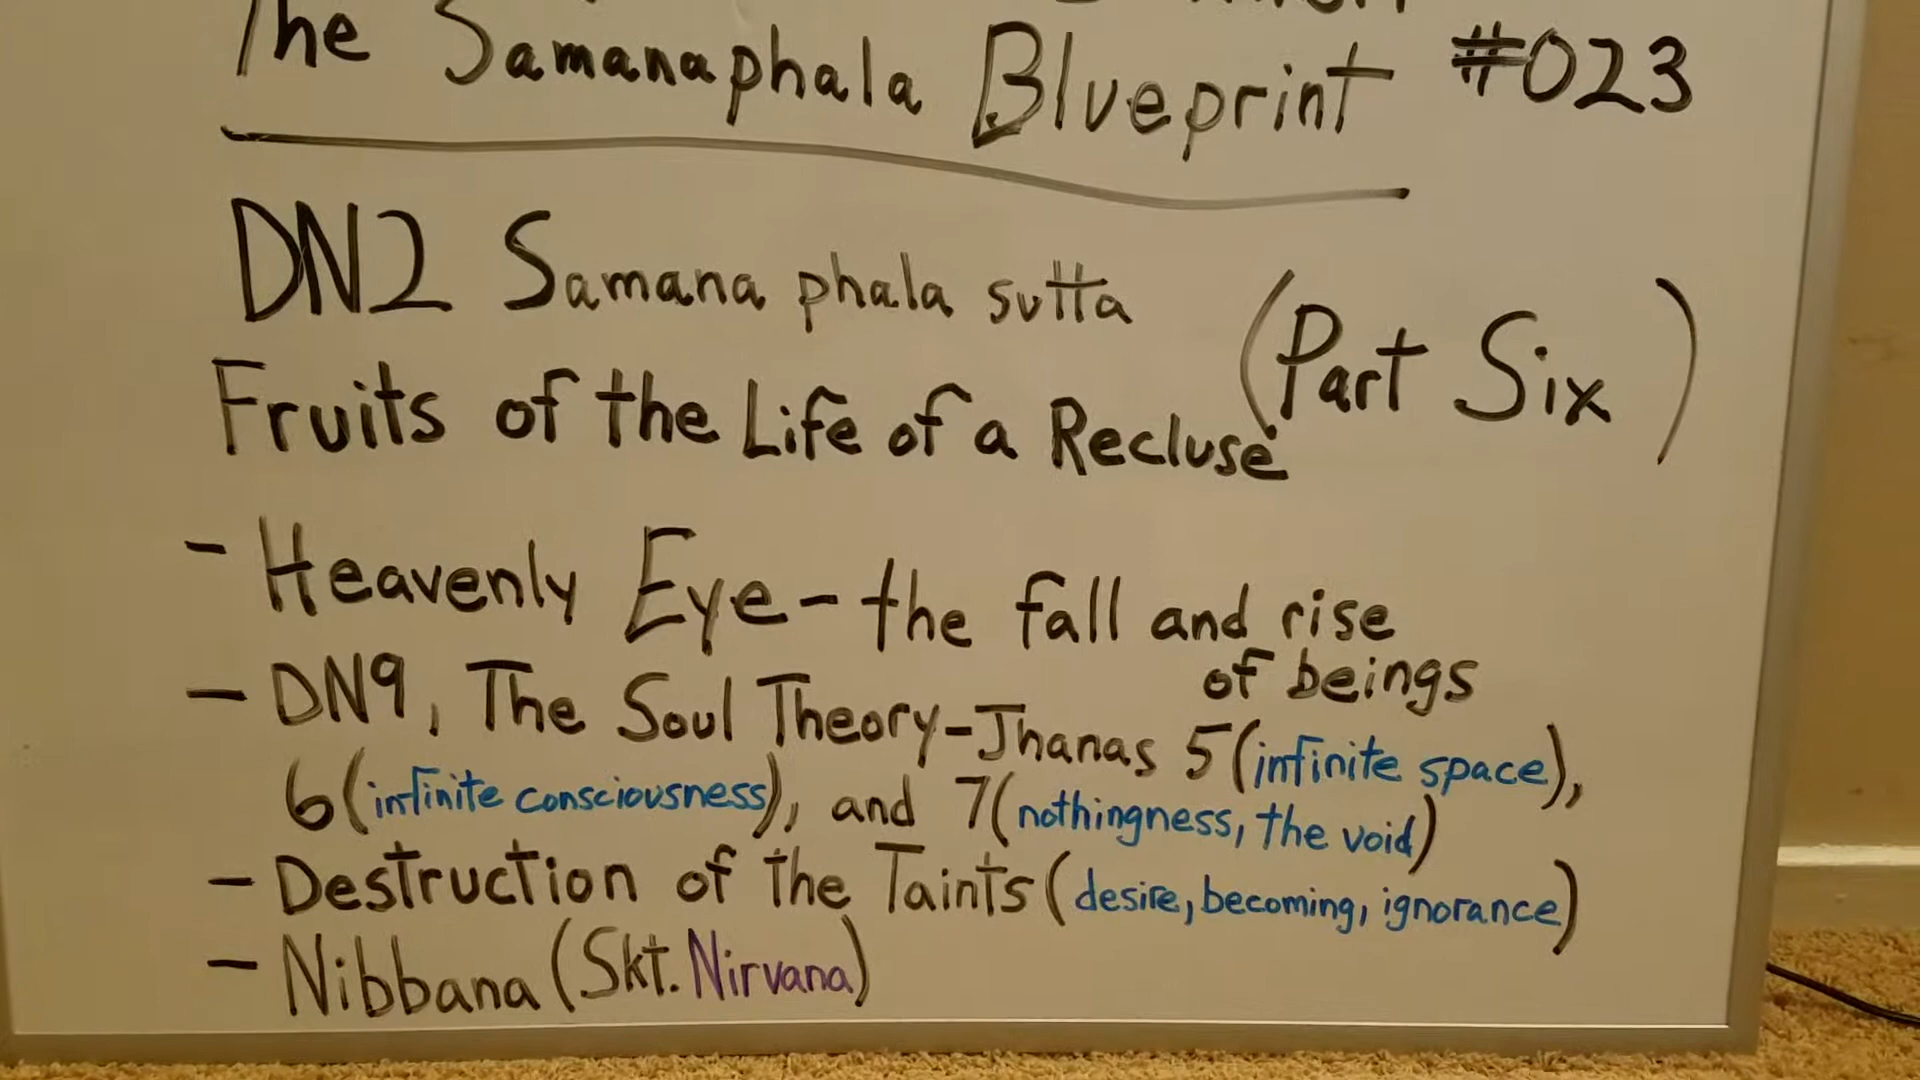 The Samanaphala Blueprint #023
DN2 Samana phala sutta
(Part Six)
Fruits of the Life of a Recluse
- Heavenly Eye - the fall and rise
of beings
- DN9, The Soul Theory - Jhanas 5 (infinite space),
6 (infinite consciousness), and 7 (nothingness, the void)
- Destruction of the Taints (desire, becoming, ignorance)
- Nibbana (Skt. Nirvana)